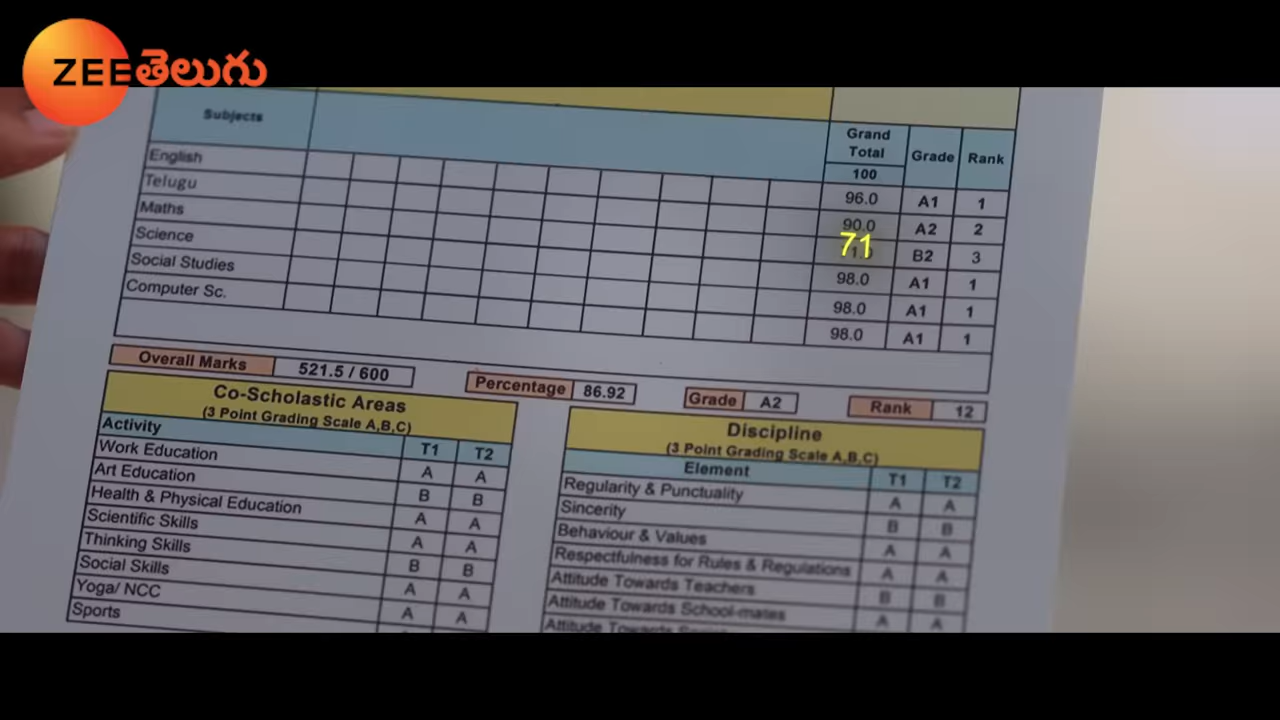 ZEE తెలుగు
Subjects
Grand Total Grade Rank
100
English 96.0 A1 1
Telugu 90.0 A2 2
Maths 71 B2 3
Science 98.0 A1 1
Social Studies 98.0 A1 1
Computer Sc. 98.0 A1 1
Overall Marks 521.5 / 600 Percentage 86.92 Grade A2 Rank 12
Co-Scholastic Areas
(3 Point Grading Scale A,B,C)
Activity T1 T2
Work Education A A
Art Education B B
Health & Physical Education A A
Scientific Skills A A
Thinking Skills B B
Social Skills A A
Yoga/ NCC A A
Sports
Discipline
(3 Point Grading Scale A,B,C)
Element T1 T2
Regularity & Punctuality A A
Sincerity B B
Behaviour & Values A A
Respectfulness for Rules & Regulations A A
Attitude Towards Teachers B B
Attitude Towards School-mates A A
Attitude Towards